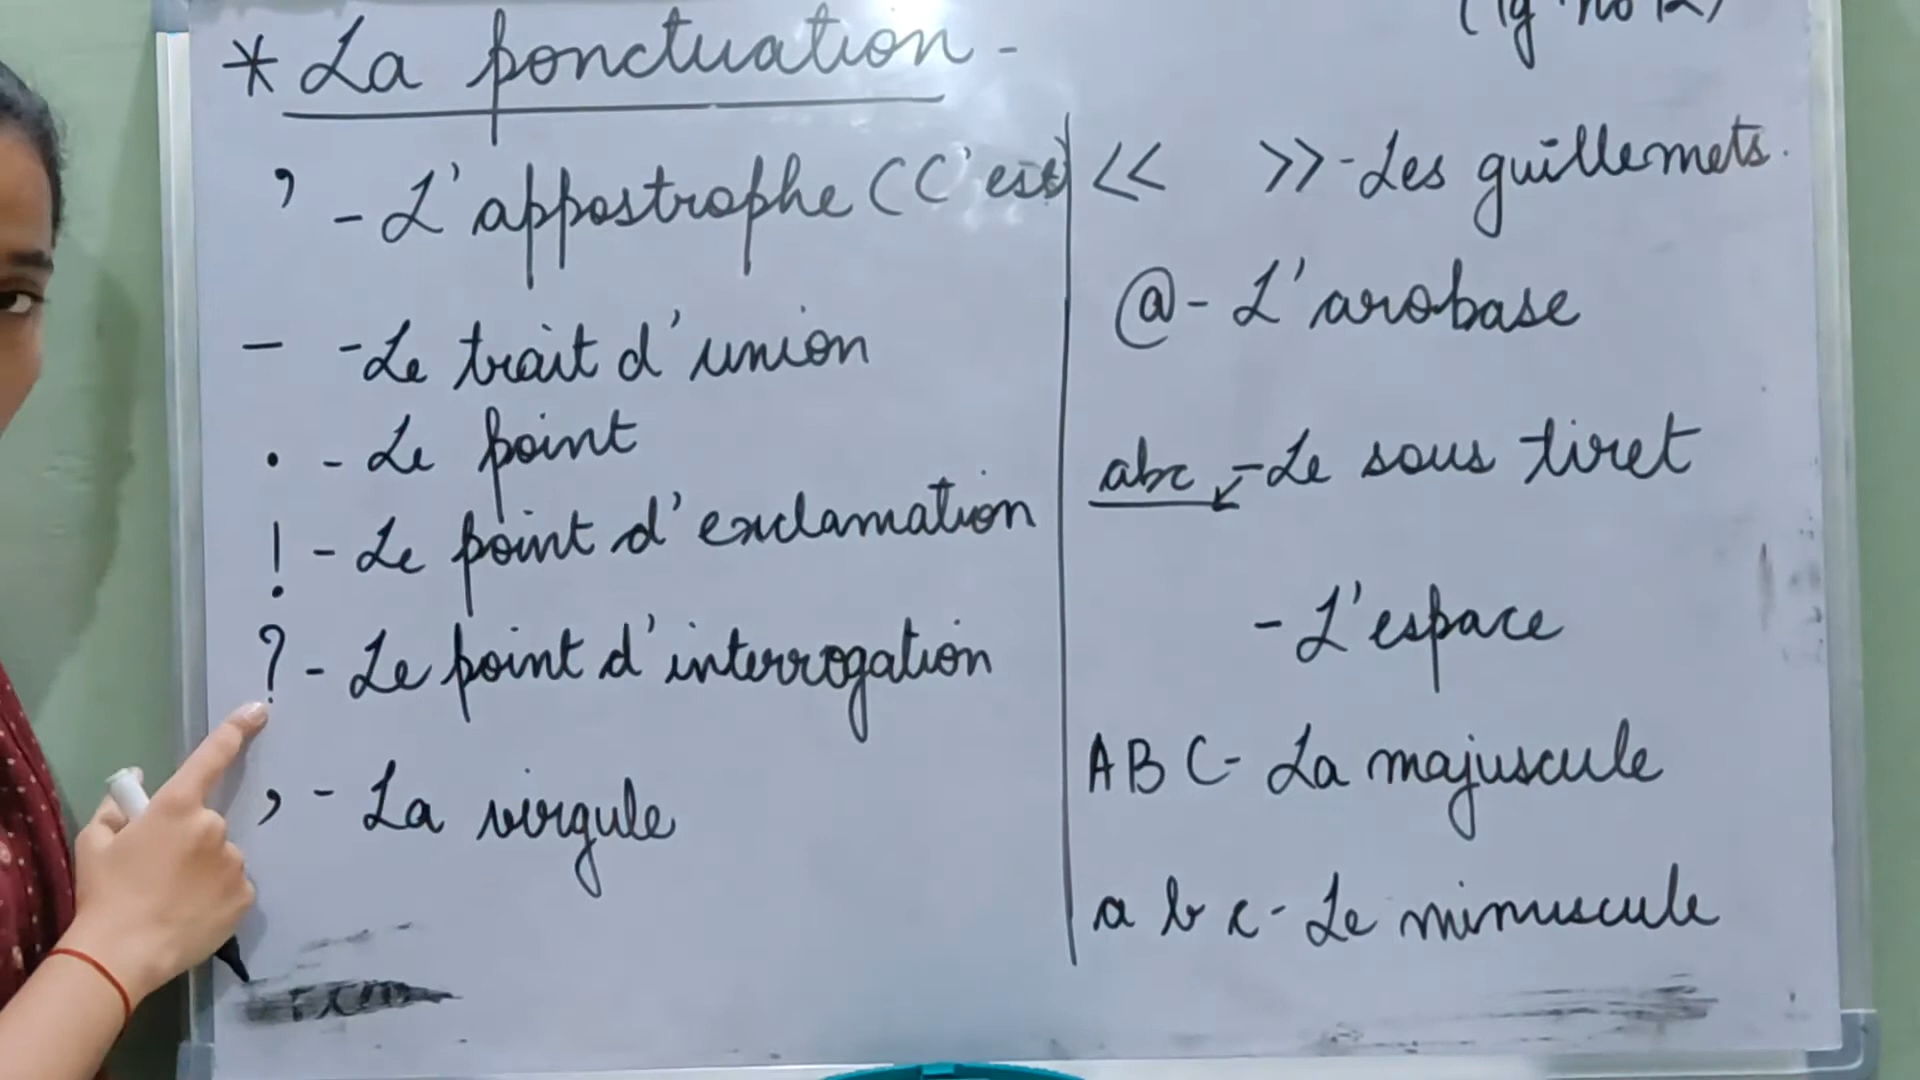 * La ponctuation -
, - L'appostrophe (C'est)
- - Le trait d'union
. - Le point
! - Le point d'exclamation
? - Le point d'interrogation
, - La virgule
<< >> - Les guillemets.
@ - L'arobase
abc - Le sous tiret
- L'espace
A B C - La majuscule
a b c - Le minuscule